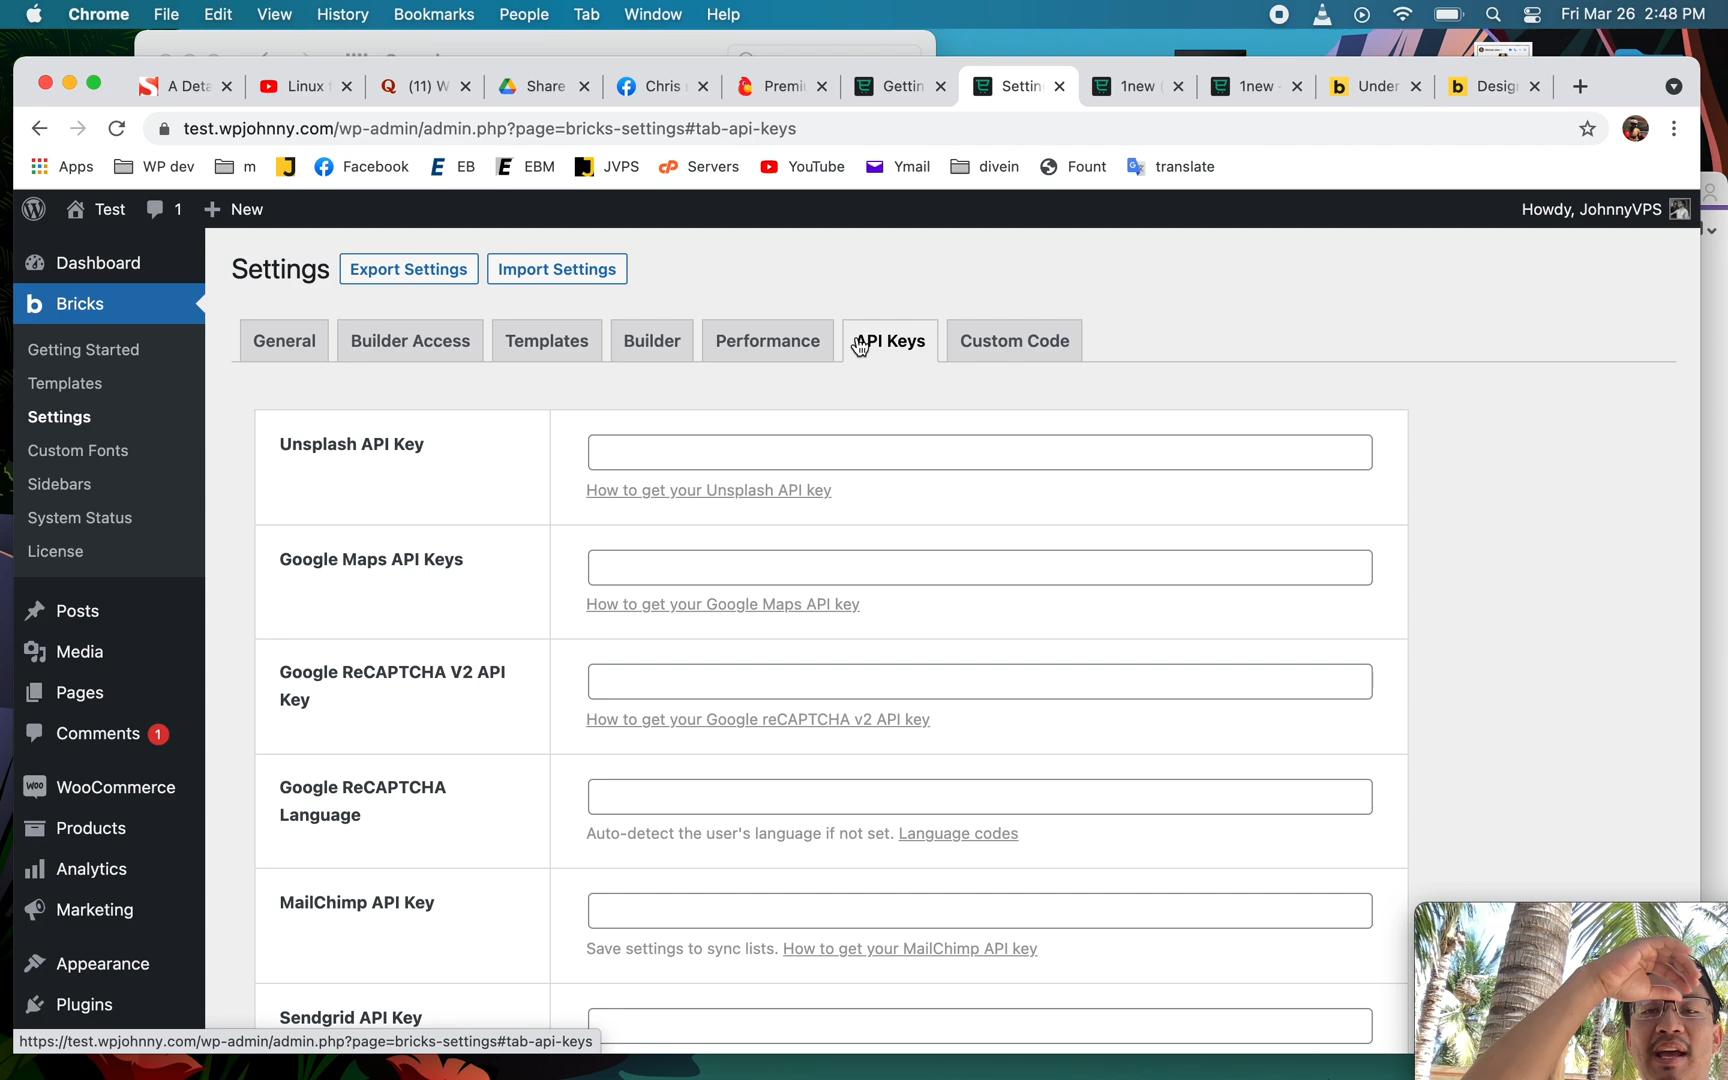 Chrome File Edit View History Bookmarks People Tab Window Help Fri Mar 26 2:48 PM
A Deta Linux (11) W Share Chris Premi Gettin Settin 1new 1new Under Desig
test.wpjohnny.com/wp-admin/admin.php?page=bricks-settings#tab-api-keys
Apps WP dev m Facebook EB EBM JVPS Servers YouTube Ymail divein Fount translate
Test 1 New Howdy, JohnnyVPS
Dashboard
Bricks
Getting Started
Templates
Settings
Custom Fonts
Sidebars
System Status
License
Posts
Media
Pages
Comments 1
WooCommerce
Products
Analytics
Marketing
Appearance
Plugins
Settings Export Settings Import Settings
General Builder Access Templates Builder Performance API Keys Custom Code
Unsplash API Key
How to get your Unsplash API key
Google Maps API Keys
How to get your Google Maps API key
Google ReCAPTCHA V2 API
Key
How to get your Google reCAPTCHA v2 API key
Google ReCAPTCHA
Language
Auto-detect the user's language if not set. Language codes
MailChimp API Key
Save settings to sync lists. How to get your MailChimp API key
Sendgrid API Key
https://test.wpjohnny.com/wp-admin/admin.php?page=bricks-settings#tab-api-keys